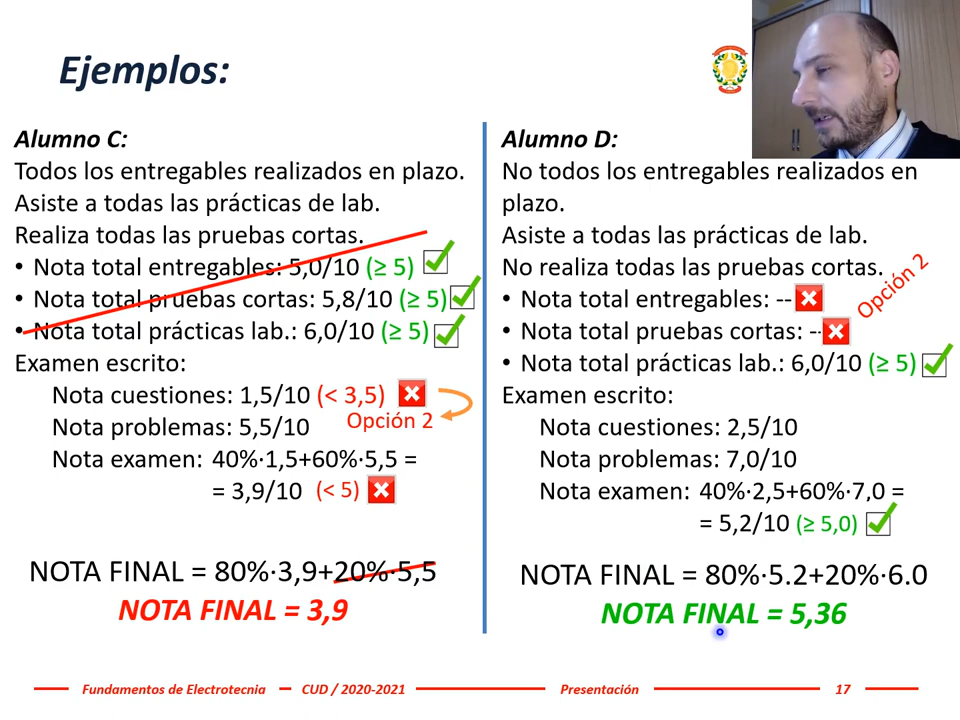 Ejemplos:
Alumno C:
Todos los entregables realizados en plazo.
Asiste a todas las prácticas de lab.
Realiza todas las pruebas cortas.
• Nota total entregables: 5,0/10 (≥ 5)
• Nota total pruebas cortas: 5,8/10 (≥ 5)
• Nota total prácticas lab.: 6,0/10 (≥ 5)
Examen escrito:
Nota cuestiones: 1,5/10 (< 3,5)
Opción 2
Nota problemas: 5,5/10
Nota examen: 40%·1,5+60%·5,5 =
= 3,9/10 (< 5)
NOTA FINAL = 80%·3,9+20%·5,5
NOTA FINAL = 3,9
Alumno D:
No todos los entregables realizados en
plazo.
Asiste a todas las prácticas de lab.
No realiza todas las pruebas cortas.
• Nota total entregables: --
• Nota total pruebas cortas: --
Opción 2
• Nota total prácticas lab.: 6,0/10 (≥ 5)
Examen escrito:
Nota cuestiones: 2,5/10
Nota problemas: 7,0/10
Nota examen: 40%·2,5+60%·7,0 =
= 5,2/10 (≥ 5,0)
NOTA FINAL = 80%·5.2+20%·6.0
NOTA FINAL = 5,36
Fundamentos de Electrotecnia CUD / 2020-2021 Presentación 17